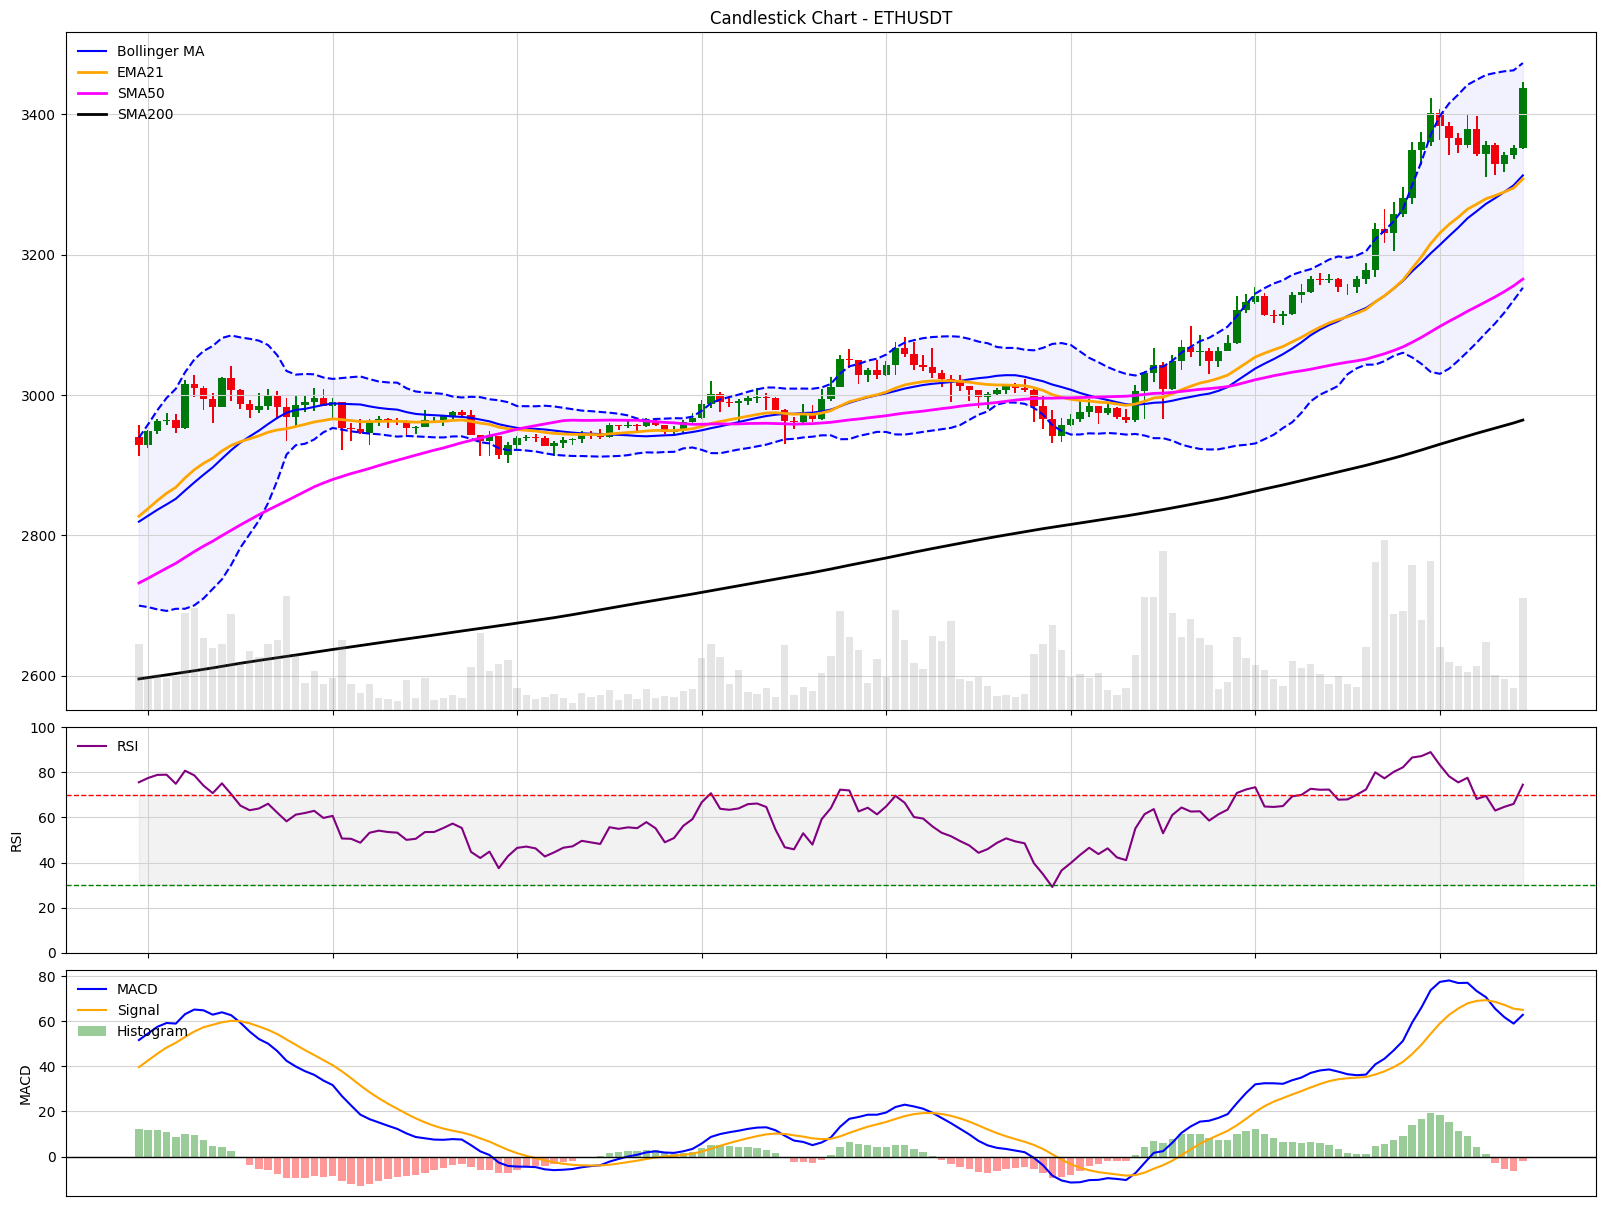 Candlestick Chart - ETHUSDT
Bollinger MA
EMA21
SMA50
SMA200
3400
3200
3000
2800
2600
100
80
60
40
20
0
RSI
RSI
80
60
40
20
0
MACD
MACD
Signal
Histogram